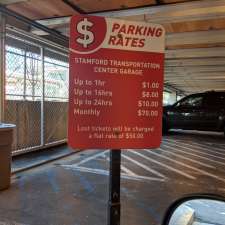 $
PARKING
RATES
STAMFORD TRANSPORTATION
CENTER GARAGE
Up to 1hr $1.00
Up to 16hrs $8.00
Up to 24hrs $10.00
Monthly $70.00
Lost tickets will be charged
a flat rate of $50.00.